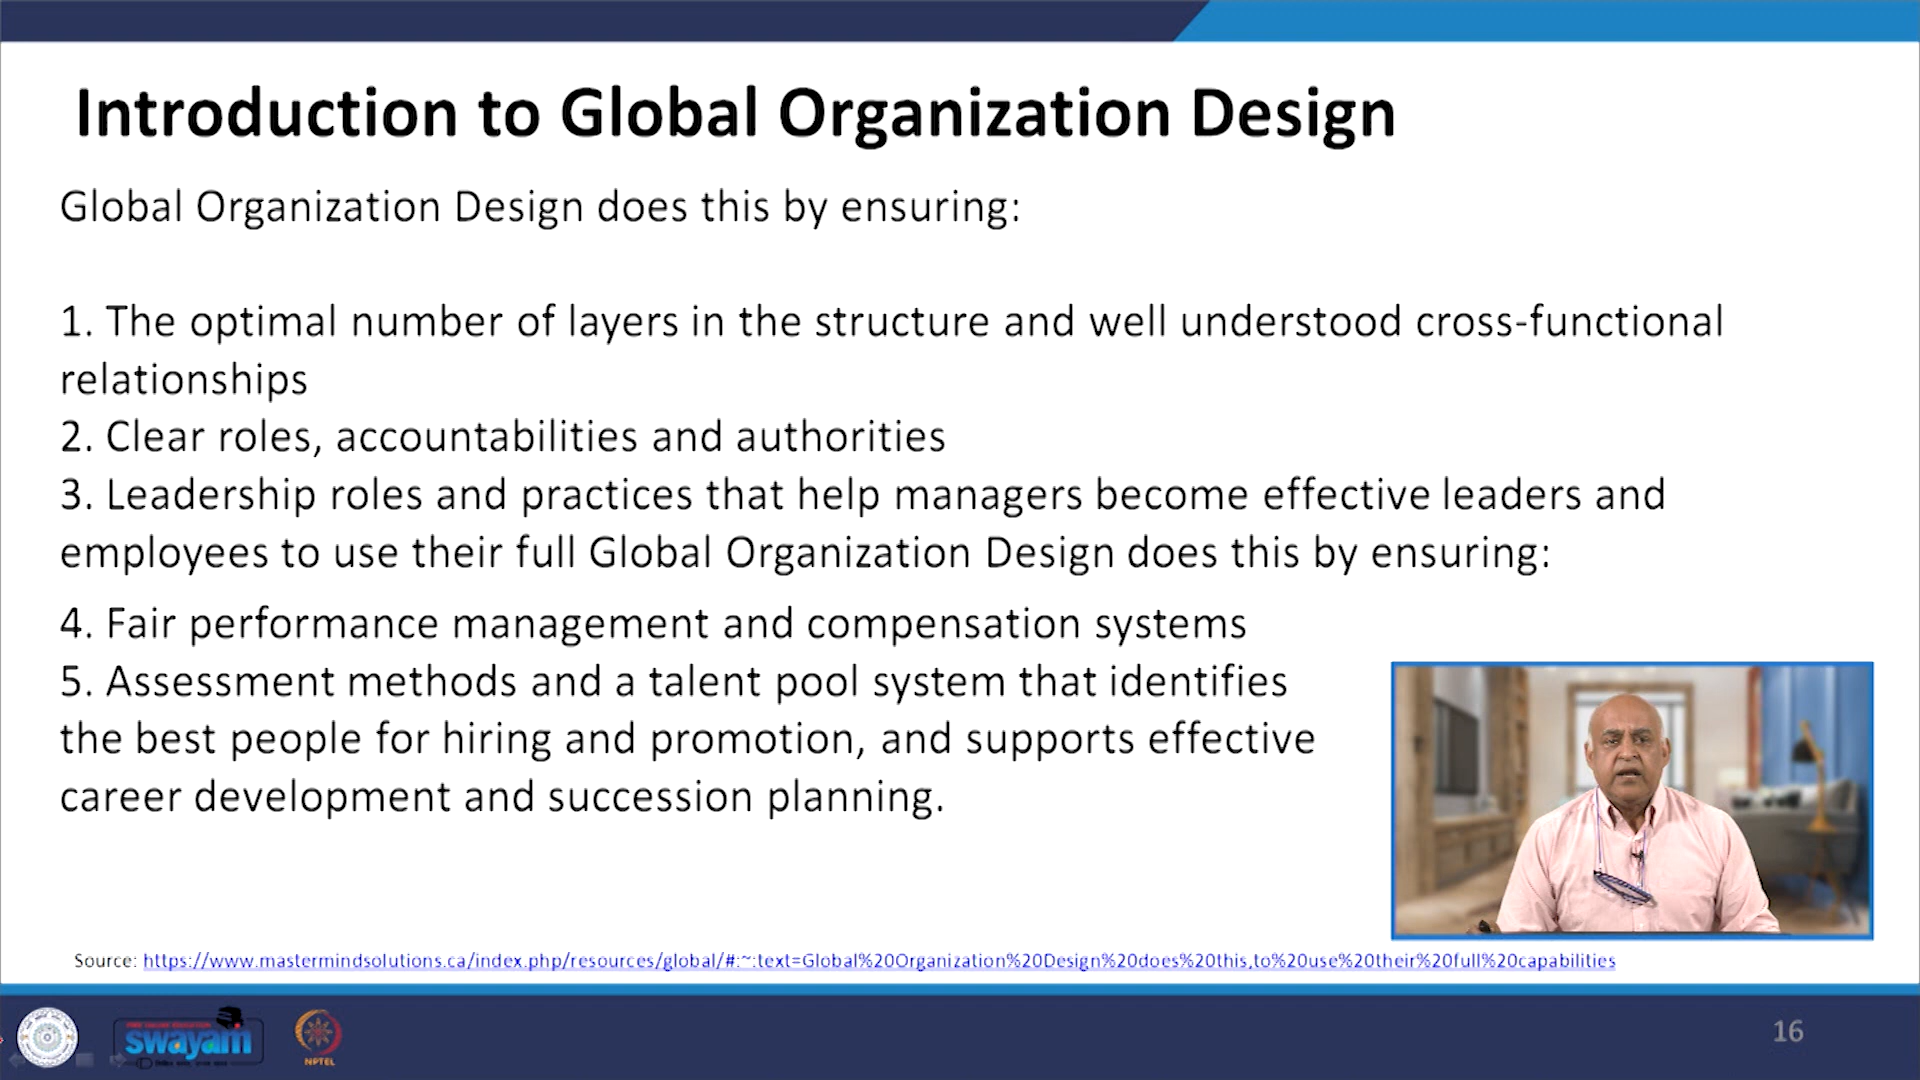 Introduction to Global Organization Design
Global Organization Design does this by ensuring:
1. The optimal number of layers in the structure and well understood cross-functional
relationships
2. Clear roles, accountabilities and authorities
3. Leadership roles and practices that help managers become effective leaders and
employees to use their full Global Organization Design does this by ensuring:
4. Fair performance management and compensation systems
5. Assessment methods and a talent pool system that identifies
the best people for hiring and promotion, and supports effective
career development and succession planning.
Source: https://www.mastermindsolutions.ca/index.php/resources/global/#:~:text=Global%20Organization%20Design%20does%20this,to%20use%20their%20full%20capabilities
swayam
NPTEL
16